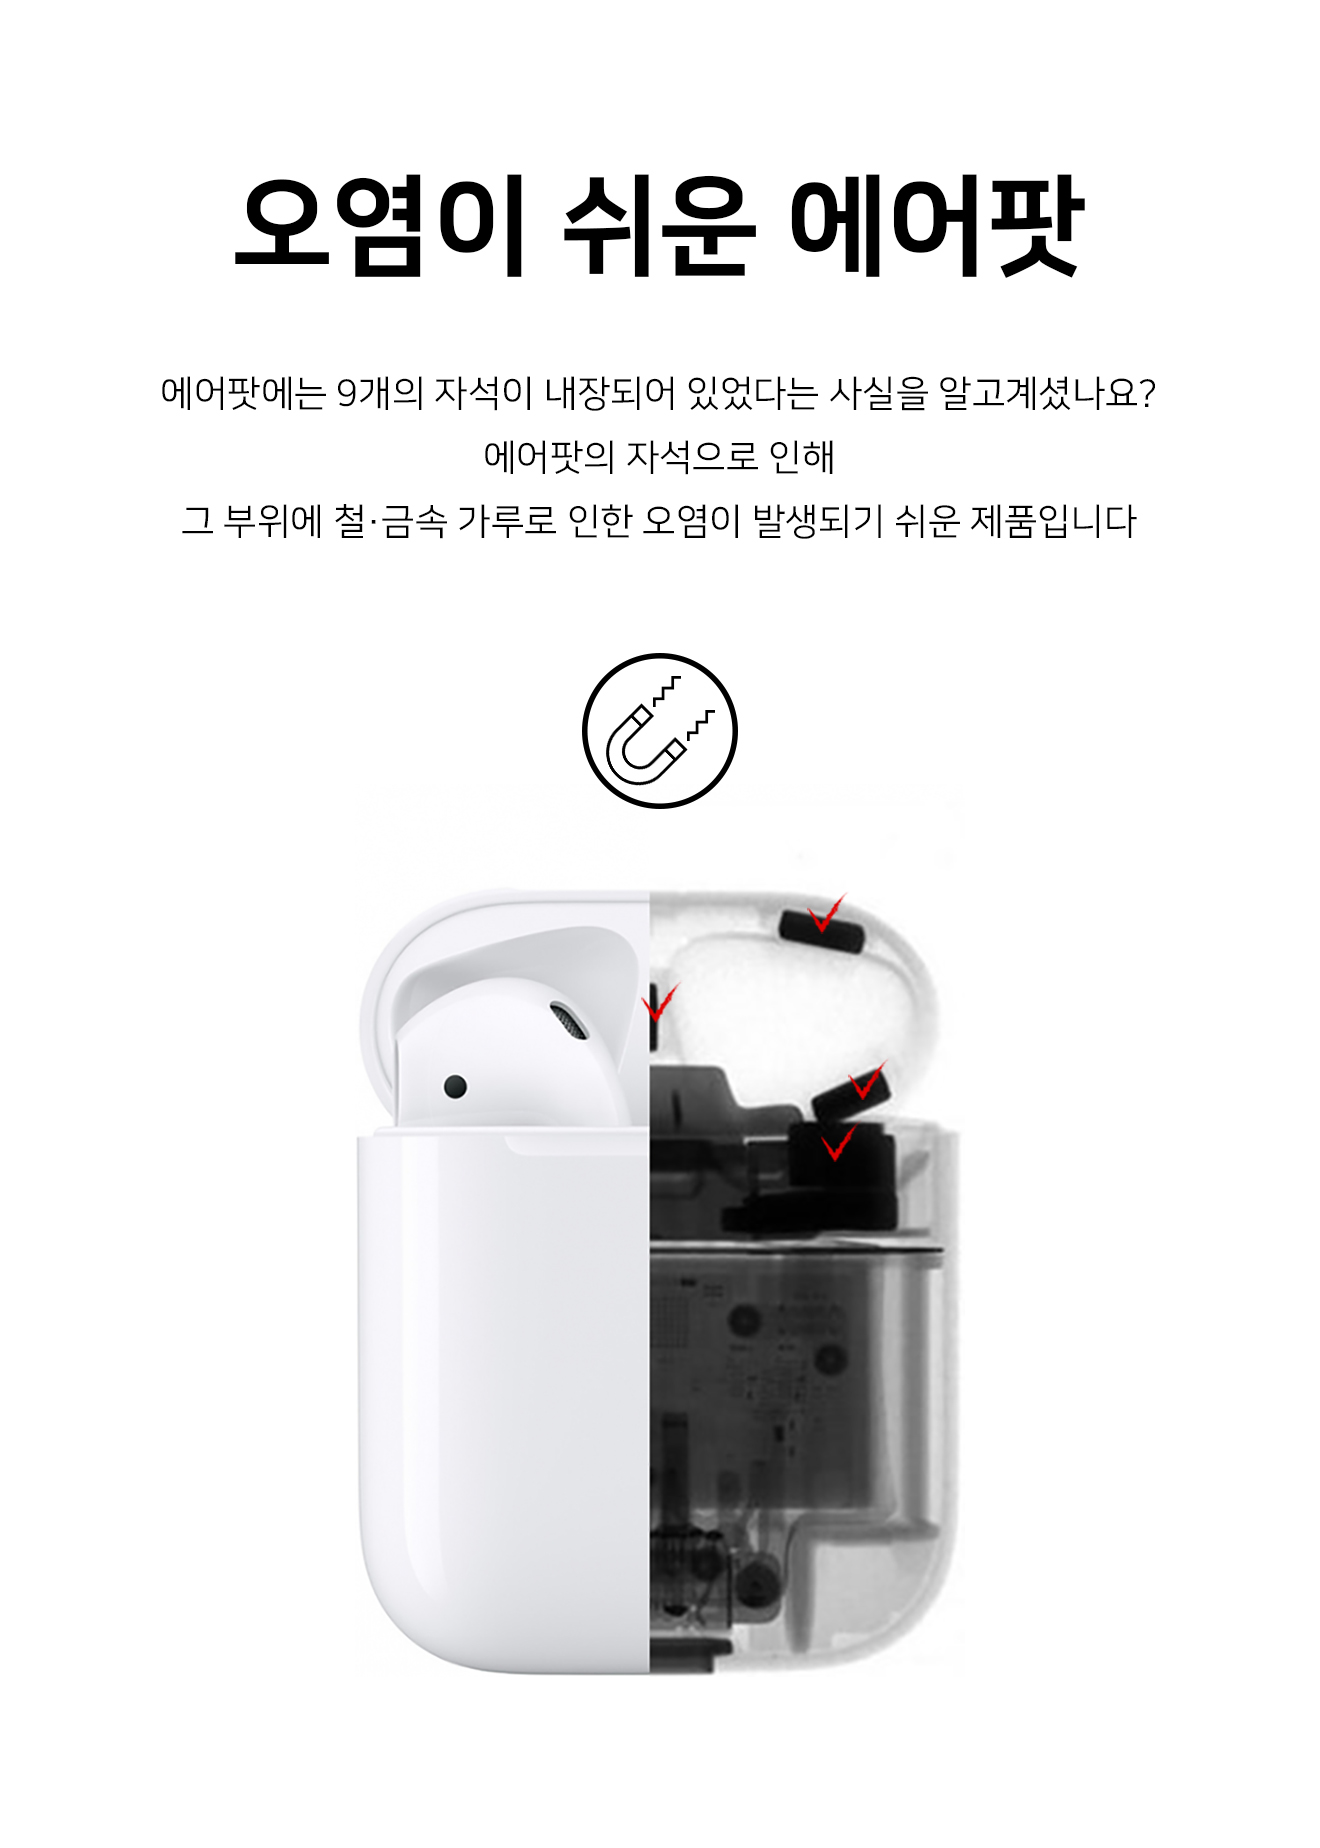 오염이 쉬운 에어팟
에어팟에는 9개의 자석이 내장되어 있었다는 사실을 알고계셨나요?
에어팟의 자석으로 인해
그 부위에 철·금속 가루로 인한 오염이 발생되기 쉬운 제품입니다